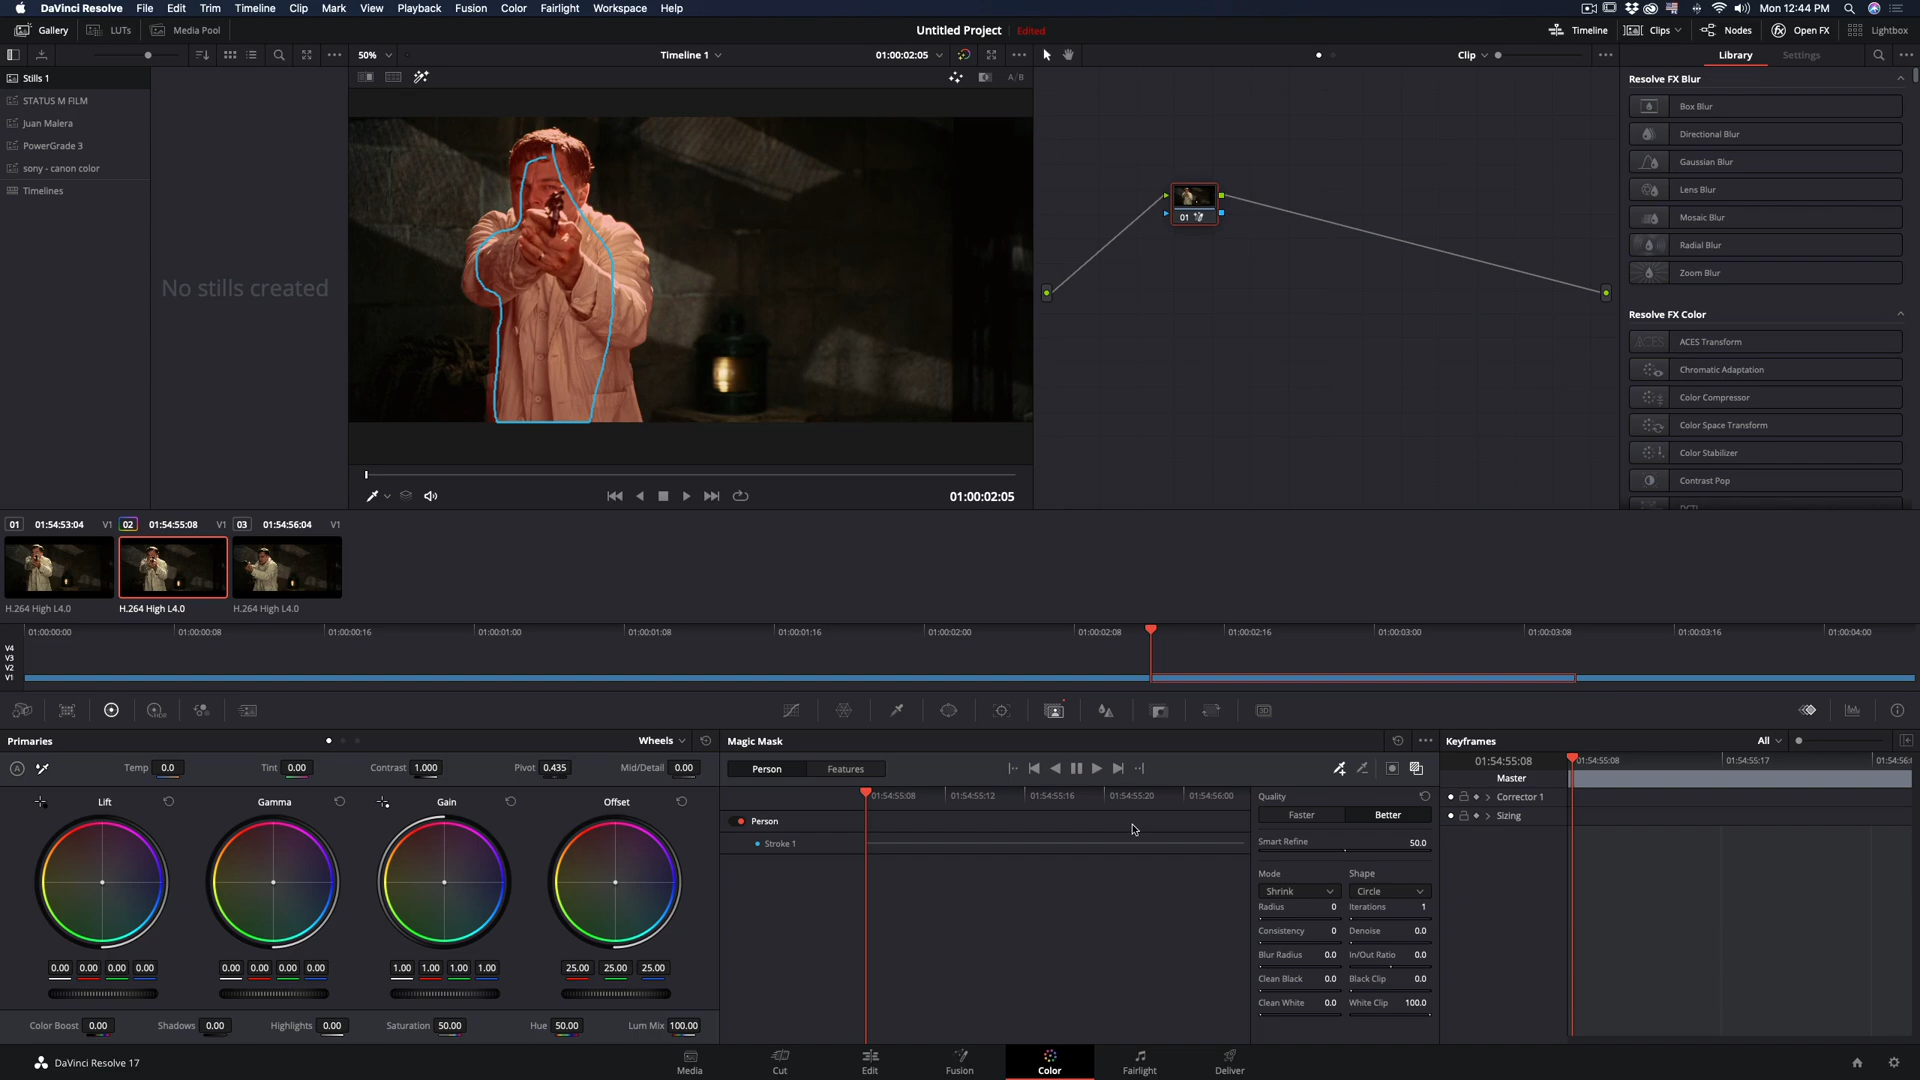 DaVinci Resolve File Edit Trim Timeline Clip Mark View Playback Fusion Color Fairlight Workspace Help Mon 12:44 PM
Gallery LUTs Media Pool Untitled Project Edited Timeline Clips Nodes Open FX Lightbox
50% Timeline 1 01:00:02:05 Clip Library Settings
Stills 1
STATUS M FILM
Juan Malera
PowerGrade 3
sony - canon color
Timelines
No stills created
A/B
01
01:00:02:05
Resolve FX Blur
Box Blur
Directional Blur
Gaussian Blur
Lens Blur
Mosaic Blur
Radial Blur
Zoom Blur
Resolve FX Color
ACES Transform
Chromatic Adaptation
Color Compressor
Color Space Transform
Color Stabilizer
Contrast Pop
01 01:54:53:04 V1 02 01:54:55:08 V1 03 01:54:56:04 V1
H.264 High L4.0 H.264 High L4.0 H.264 High L4.0
01:00:00:00 01:00:00:08 01:00:00:16 01:00:01:00 01:00:01:08 01:00:01:16 01:00:02:00 01:00:02:08 01:00:02:16 01:00:03:00 01:00:03:08 01:00:03:16 01:00:04:00
V4
V3
V2
V1
Primaries Wheels
Temp 0.0 Tint 0.00 Contrast 1.000 Pivot 0.435 Mid/Detail 0.00
Lift Gamma Gain Offset
0.00 0.00 0.00 0.00 0.00 0.00 0.00 0.00 1.00 1.00 1.00 1.00 25.00 25.00 25.00
Color Boost 0.00 Shadows 0.00 Highlights 0.00 Saturation 50.00 Hue 50.00 Lum Mix 100.00
Magic Mask
Person Features
01:54:55:08 01:54:55:12 01:54:55:16 01:54:55:20 01:54:56:00
Person
Stroke 1
Quality
Faster Better
Smart Refine 50.0
Mode Shape
Shrink Circle
Radius 0 Iterations 1
Consistency 0 Denoise 0.0
Blur Radius 0.0 In/Out Ratio 0.0
Clean Black 0.0 Black Clip 0.0
Clean White 0.0 White Clip 100.0
Keyframes All
01:54:55:08 01:54:55:08 01:54:55:17
Master
Corrector 1
Sizing
DaVinci Resolve 17 Media Cut Edit Fusion Color Fairlight Deliver